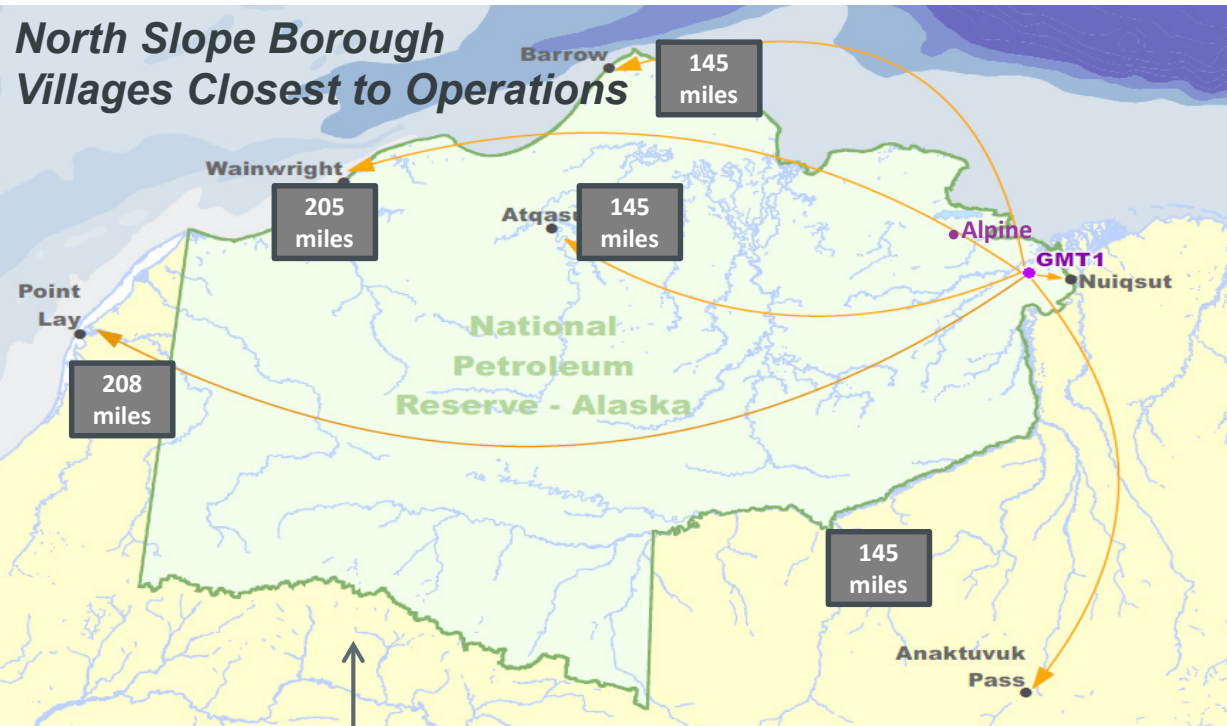 North Slope Borough
Villages Closest to Operations
Barrow
145
miles
Wainwright
205
miles
Atqasu
145
miles
Alpine
GMT1
Nuiqsut
Point
Lay
208
miles
National
Petroleum
Reserve - Alaska
145
miles
Anaktuvuk
Pass